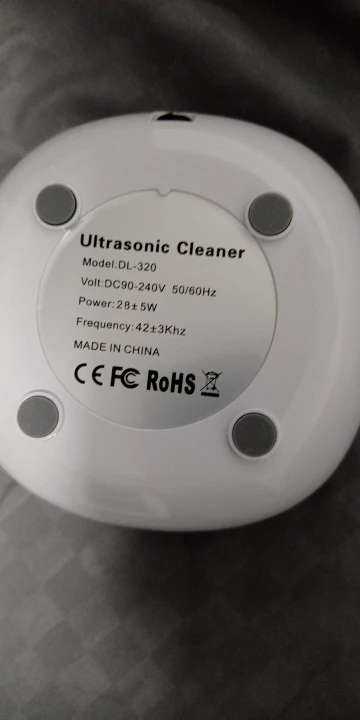 Ultrasonic Cleaner
Model:DL-320
Volt:DC90-240V 50/60Hz
Power:28±5W
Frequency:42±3Khz
MADE IN CHINA
CE FC RoHS